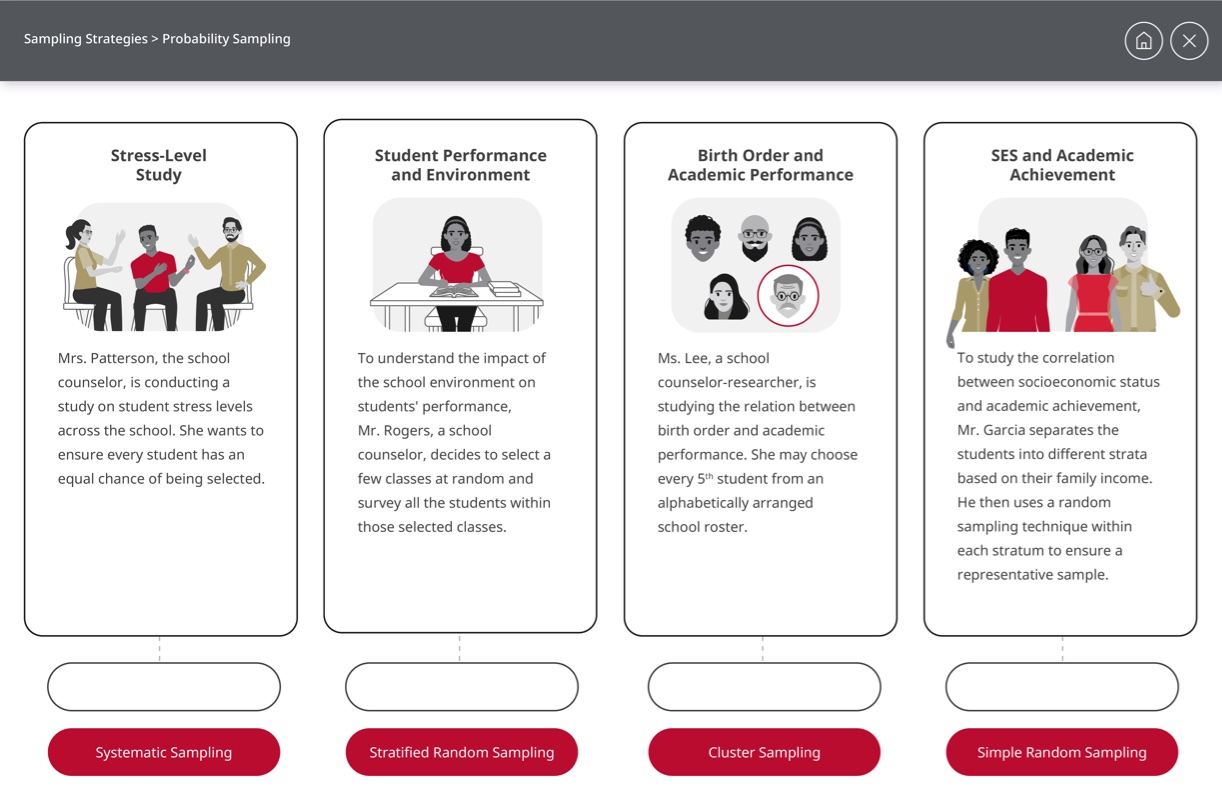 Sampling Strategies > Probability Sampling
Stress-Level
Study
Mrs. Patterson, the school
counselor, is conducting a
study on student stress levels
across the school. She wants to
ensure every student has an
equal chance of being selected.
Student Performance
and Environment
To understand the impact of
the school environment on
students' performance,
Mr. Rogers, a school
counselor, decides to select a
few classes at random and
survey all the students within
those selected classes.
Birth Order and
Academic Performance
Ms. Lee, a school
counselor-researcher, is
studying the relation between
birth order and academic
performance. She may choose
every 5th student from an
alphabetically arranged
school roster.
SES and Academic
Achievement
To study the correlation
between socioeconomic status
and academic achievement,
Mr. Garcia separates the
students into different strata
based on their family income.
He then uses a random
sampling technique within
each stratum to ensure a
representative sample.
Systematic Sampling
Stratified Random Sampling
Cluster Sampling
Simple Random Sampling